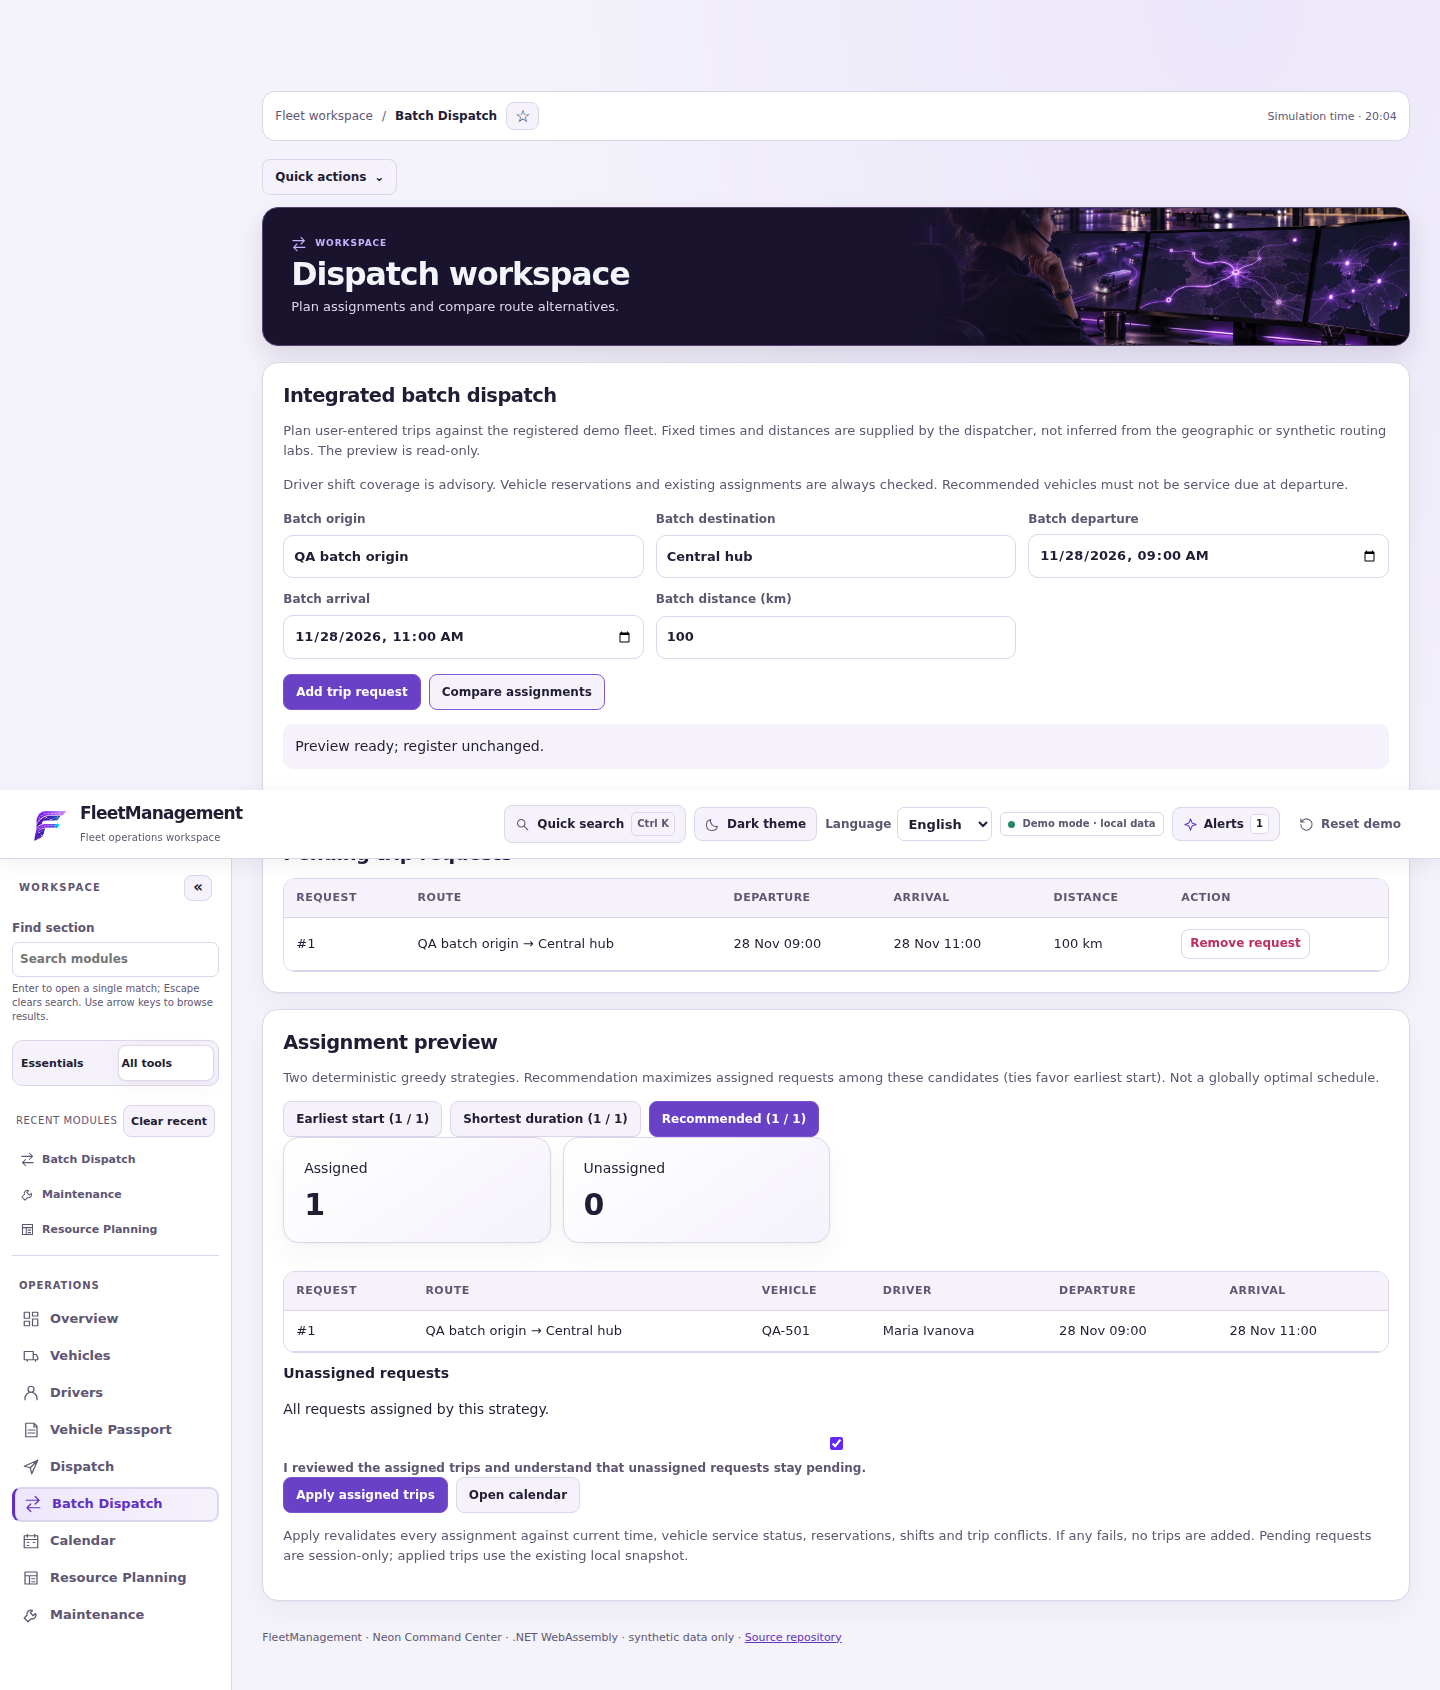 Fleet workspace / Batch Dispatch ☆
Simulation time · 20:04
Quick actions ⌄
WORKSPACE
Dispatch workspace
Plan assignments and compare route alternatives.
Integrated batch dispatch
Plan user-entered trips against the registered demo fleet. Fixed times and distances are supplied by the dispatcher, not inferred from the geographic or synthetic routing
labs. The preview is read-only.
Driver shift coverage is advisory. Vehicle reservations and existing assignments are always checked. Recommended vehicles must not be service due at departure.
Batch origin
Batch destination
Batch departure
QA batch origin
Central hub
11/28/2026, 09:00 AM
Batch arrival
Batch distance (km)
11/28/2026, 11:00 AM
100
Add trip request
Compare assignments
Preview ready; register unchanged.
FleetManagement
Fleet operations workspace
Quick search Ctrl K
Dark theme
Language English
Demo mode · local data
Alerts 1
Reset demo
Pending trip requests
REQUEST ROUTE DEPARTURE ARRIVAL DISTANCE ACTION
#1 QA batch origin → Central hub 28 Nov 09:00 28 Nov 11:00 100 km Remove request
WORKSPACE «
Find section
Search modules
Enter to open a single match; Escape
clears search. Use arrow keys to browse
results.
Essentials All tools
RECENT MODULES Clear recent
Batch Dispatch
Maintenance
Resource Planning
OPERATIONS
Overview
Vehicles
Drivers
Vehicle Passport
Dispatch
Batch Dispatch
Calendar
Resource Planning
Maintenance
Assignment preview
Two deterministic greedy strategies. Recommendation maximizes assigned requests among these candidates (ties favor earliest start). Not a globally optimal schedule.
Earliest start (1 / 1)
Shortest duration (1 / 1)
Recommended (1 / 1)
Assigned
1
Unassigned
0
REQUEST ROUTE VEHICLE DRIVER DEPARTURE ARRIVAL
#1 QA batch origin → Central hub QA-501 Maria Ivanova 28 Nov 09:00 28 Nov 11:00
Unassigned requests
All requests assigned by this strategy.
I reviewed the assigned trips and understand that unassigned requests stay pending.
Apply assigned trips
Open calendar
Apply revalidates every assignment against current time, vehicle service status, reservations, shifts and trip conflicts. If any fails, no trips are added. Pending requests
are session-only; applied trips use the existing local snapshot.
FleetManagement · Neon Command Center · .NET WebAssembly · synthetic data only · Source repository